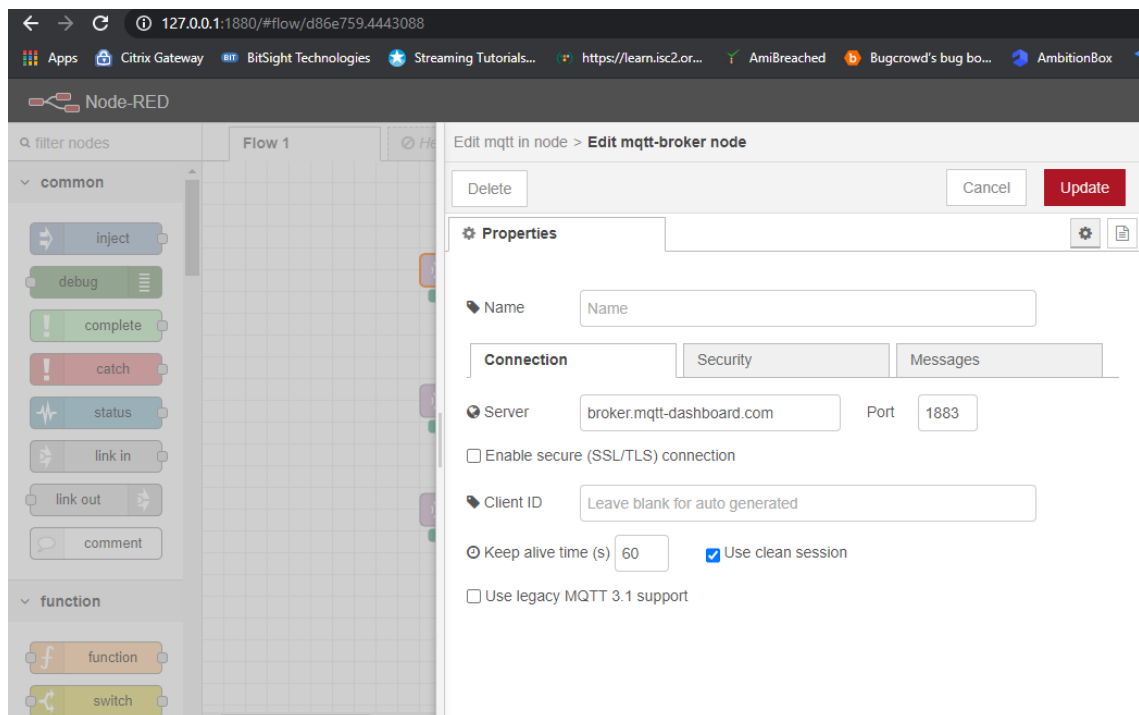 127.0.0.1:1880/#flow/d86e759.4443088
Apps Citrix Gateway BIT BitSight Technologies Streaming Tutorials... https://learn.isc2.or... AmiBreached Bugcrowd's bug bo... AmbitionBox
Node-RED
filter nodes
Flow 1
Edit mqtt in node > Edit mqtt-broker node
common
Delete Cancel Update
inject
Properties
debug
Name Name
complete
Connection Security Messages
catch
status
Server broker.mqtt-dashboard.com Port 1883
link in
Enable secure (SSL/TLS) connection
link out
Client ID Leave blank for auto generated
comment
Keep alive time (s) 60 Use clean session
function
Use legacy MQTT 3.1 support
function
switch